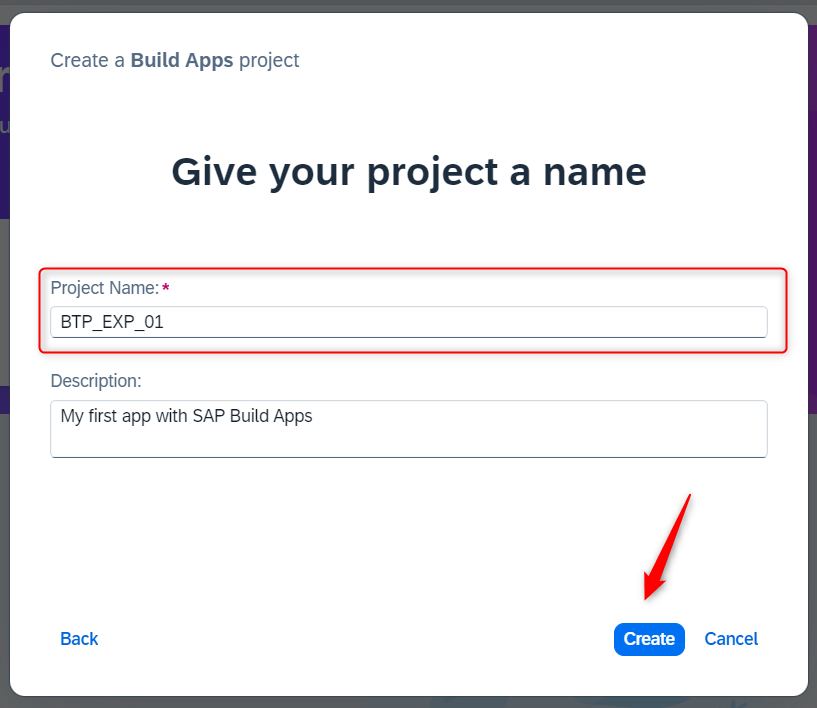 Create a Build Apps project
Give your project a name
Project Name:*
BTP_EXP_01
Description:
My first app with SAP Build Apps
Back
Create
Cancel